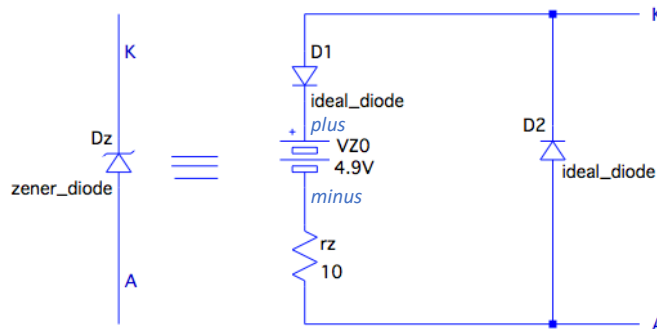 K
Dz
zener_diode
A
D1
ideal_diode
+ plus
VZ0
4.9V
minus
rz
10
D2
ideal_diode
K
A